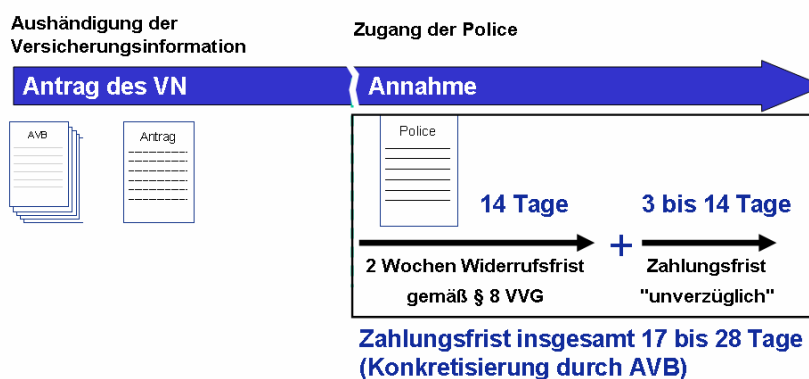 Aushändigung der
Versicherungsinformation
Zugang der Police
Antrag des VN
Annahme
AVB
Antrag
Police
14 Tage
3 bis 14 Tage
+
2 Wochen Widerrufsfrist
gemäß § 8 VVG
Zahlungsfrist
"unverzüglich"
Zahlungsfrist insgesamt 17 bis 28 Tage
(Konkretisierung durch AVB)